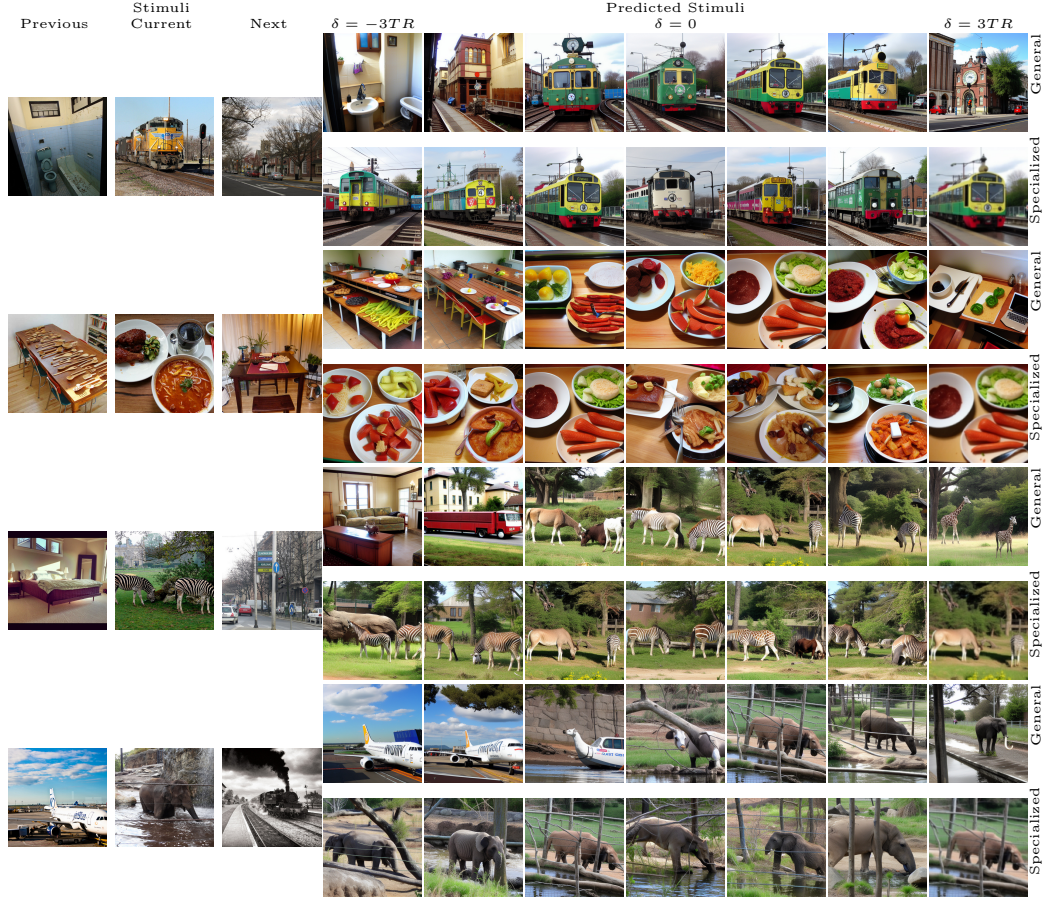 Stimuli
Predicted Stimuli
Previous Current Next
δ = −3TR δ = 0 δ = 3TR
General
Specialized
General
Specialized
General
Specialized
General
Specialized